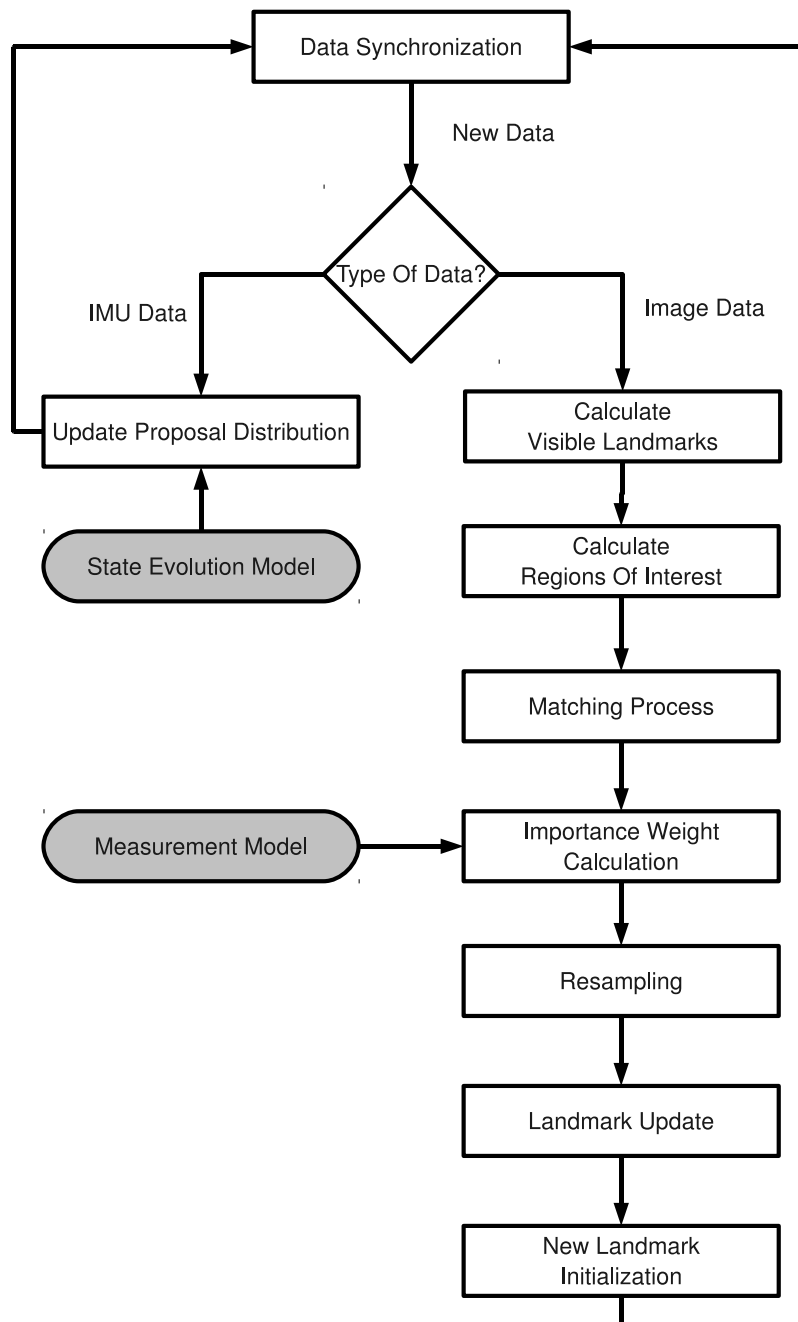 Data Synchronization
New Data
Type Of Data?
IMU Data
Image Data
Update Proposal Distribution
Calculate
Visible Landmarks
State Evolution Model
Calculate
Regions Of Interest
Matching Process
Measurement Model
Importance Weight
Calculation
Resampling
Landmark Update
New Landmark
Initialization